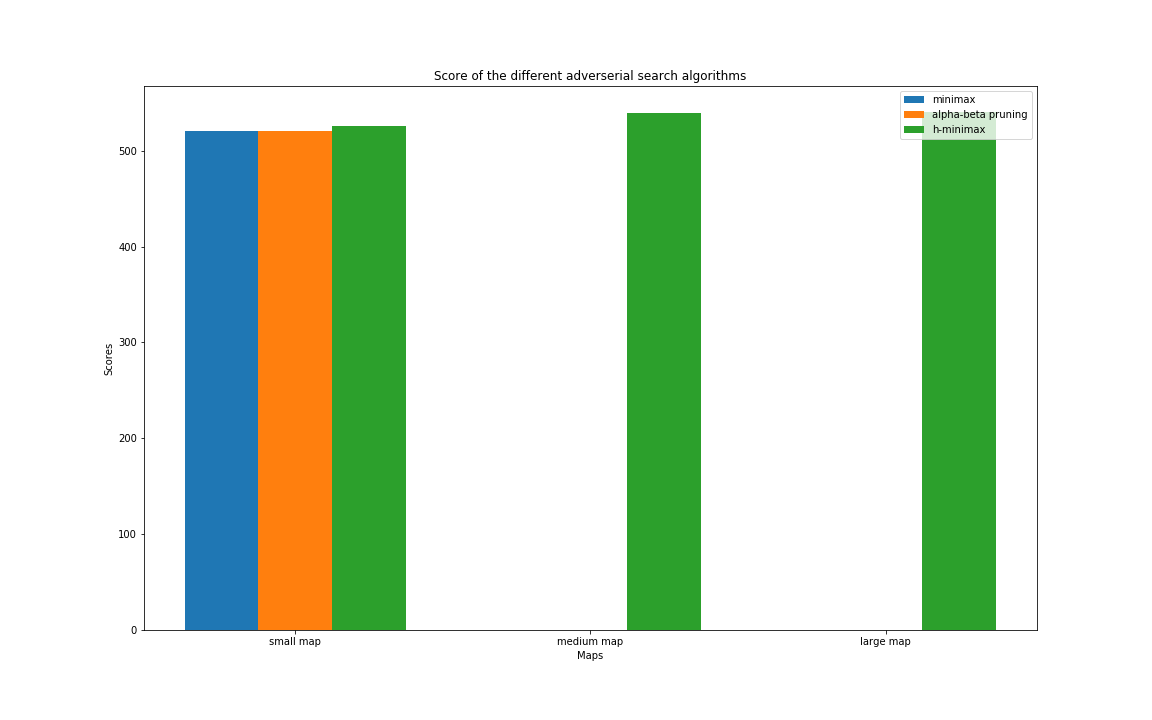 Score of the different adverserial search algorithms
minimax
alpha-beta pruning
h-minimax
500
400
300
200
100
0
Scores
small map
medium map
large map
Maps